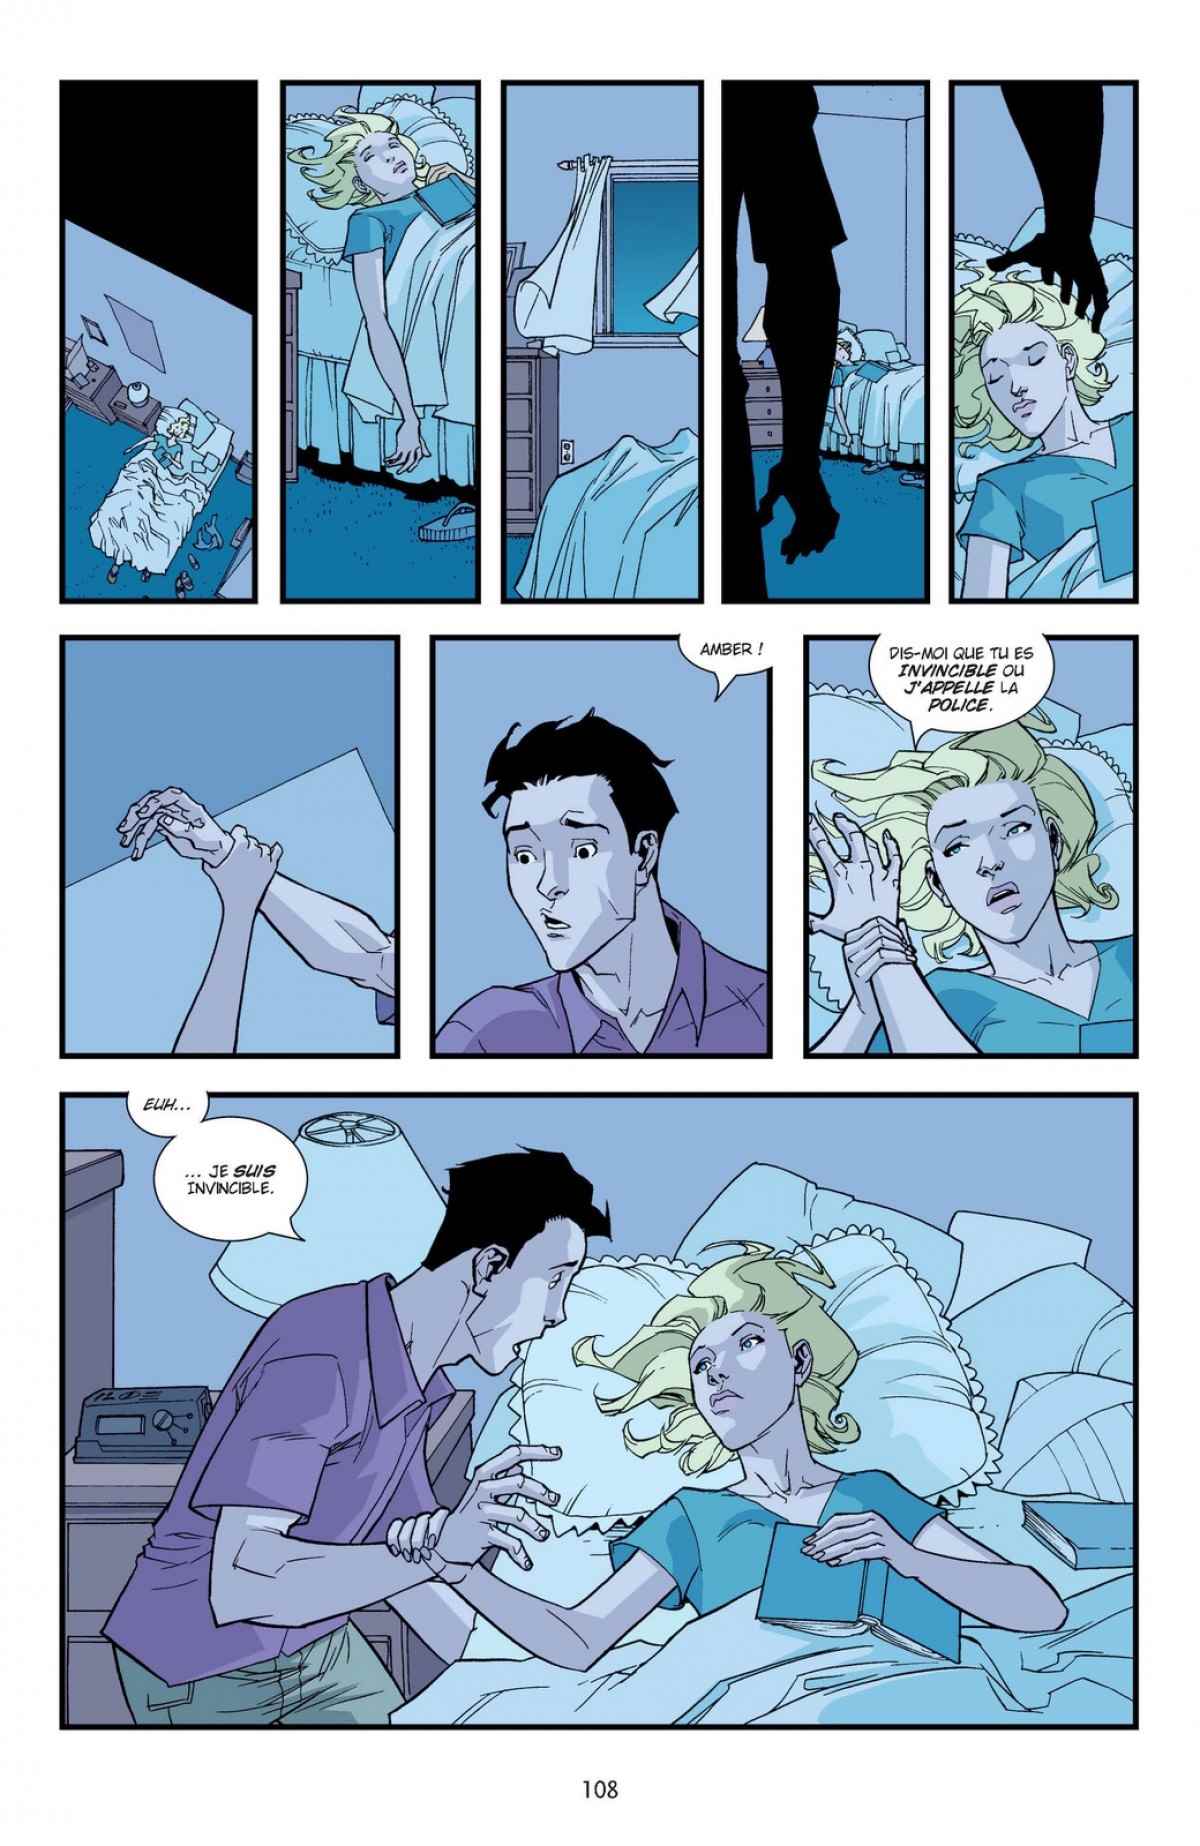 AMBER !
DIS-MOI QUE TU ES
INVINCIBLE OU
J'APPELLE LA
POLICE.
EUH...
... JE SUIS
INVINCIBLE.
108